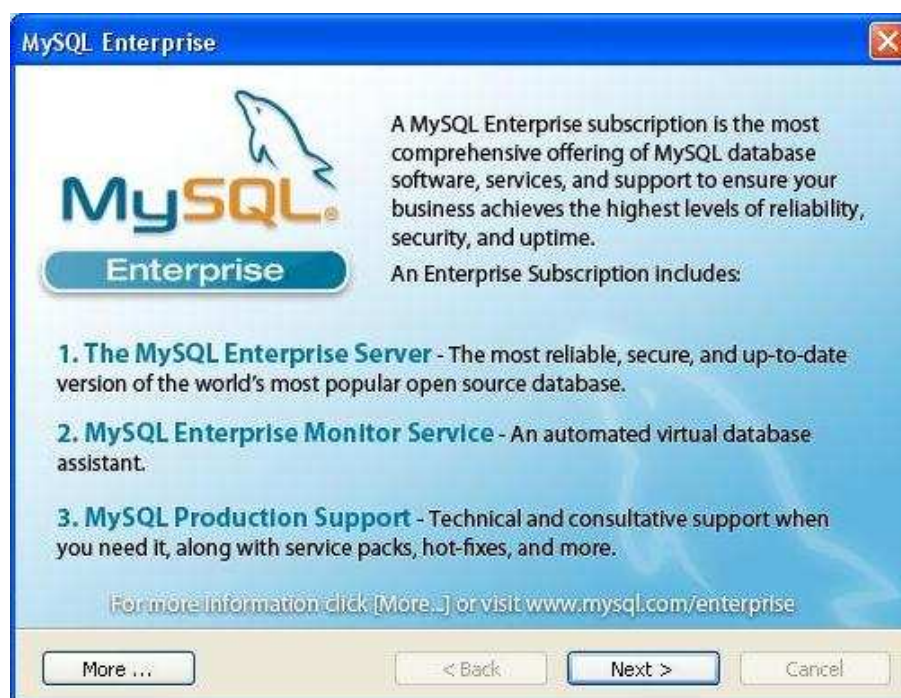 MySQL Enterprise
MySQL®
Enterprise
A MySQL Enterprise subscription is the most
comprehensive offering of MySQL database
software, services, and support to ensure your
business achieves the highest levels of reliability,
security, and uptime.
An Enterprise Subscription includes:
1. The MySQL Enterprise Server - The most reliable, secure, and up-to-date
version of the world's most popular open source database.
2. MySQL Enterprise Monitor Service - An automated virtual database
assistant.
3. MySQL Production Support - Technical and consultative support when
you need it, along with service packs, hot-fixes, and more.
For more information click [More...] or visit www.mysql.com/enterprise
More ...
< Back
Next >
Cancel